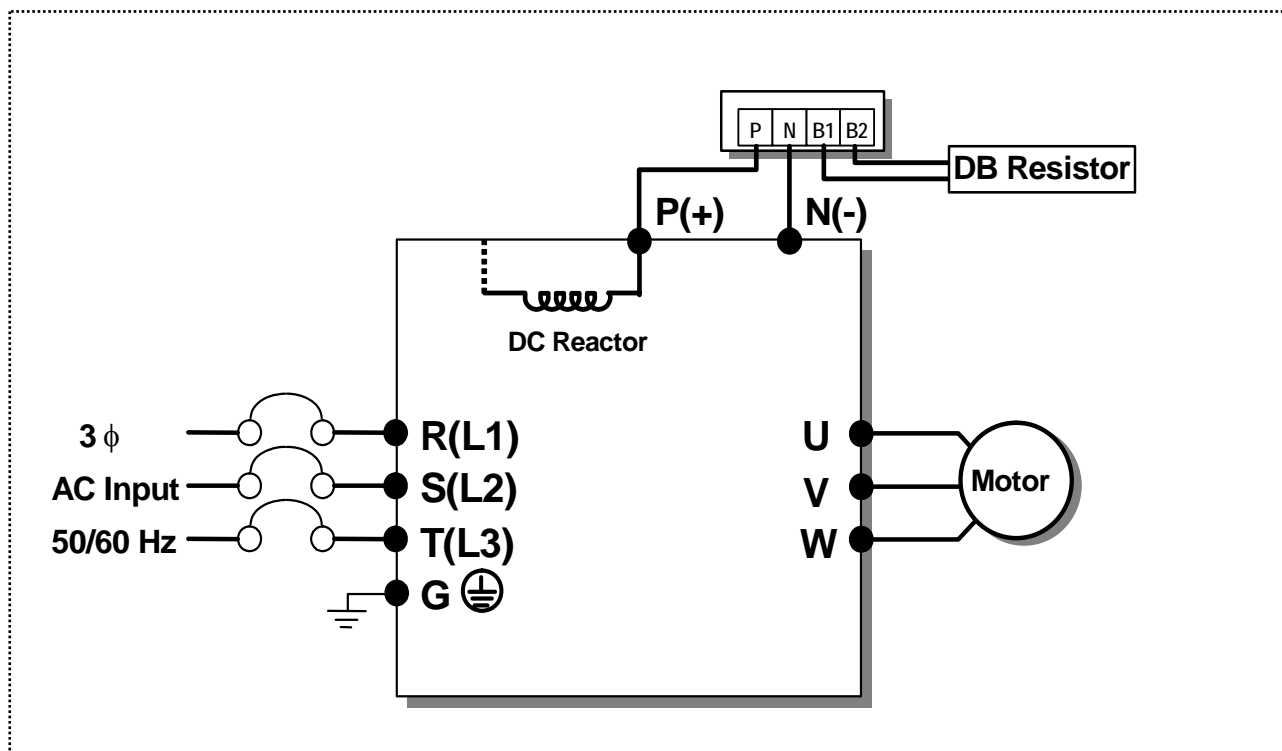 P N B1 B2
DB Resistor
P(+) N(-)
DC Reactor
3 ϕ R(L1) U
AC Input S(L2) V Motor
50/60 Hz T(L3) W
G